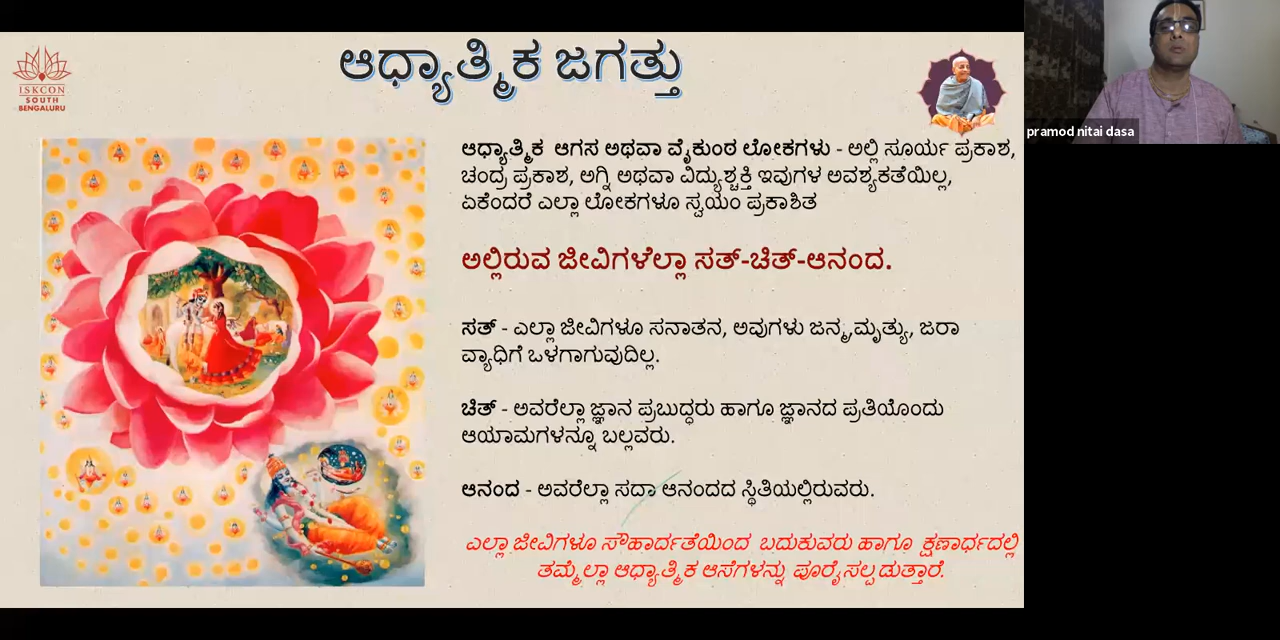 ಆಧ್ಯಾತ್ಮಿಕ ಜಗತ್ತು
ISKCON
SOUTH
BENGALURU
pramod nitai dasa
ಆಧ್ಯಾತ್ಮಿಕ ಆಗಸ ಅಥವಾ ವೈಕುಂಠ ಲೋಕಗಳು - ಅಲ್ಲಿ ಸೂರ್ಯ ಪ್ರಕಾಶ,
ಚಂದ್ರ ಪ್ರಕಾಶ, ಅಗ್ನಿ ಅಥವಾ ವಿದ್ಯುಶ್ಚಕ್ತಿ ಇವುಗಳ ಅವಶ್ಯಕತೆಯಿಲ್ಲ,
ಏಕೆಂದರೆ ಎಲ್ಲಾ ಲೋಕಗಳೂ ಸ್ವಯಂ ಪ್ರಕಾಶಿತ
ಅಲ್ಲಿರುವ ಜೀವಿಗಳೆಲ್ಲಾ ಸತ್-ಚಿತ್-ಆನಂದ.
ಸತ್ - ಎಲ್ಲಾ ಜೀವಿಗಳೂ ಸನಾತನ, ಅವುಗಳು ಜನ್ಮ,ಮೃತ್ಯು, ಜರಾ
ವ್ಯಾಧಿಗೆ ಒಳಗಾಗುವುದಿಲ್ಲ.
ಚಿತ್ - ಅವರೆಲ್ಲಾ ಜ್ಞಾನ ಪ್ರಬುದ್ಧರು ಹಾಗೂ ಜ್ಞಾನದ ಪ್ರತಿಯೊಂದು
ಆಯಾಮಗಳನ್ನೂ ಬಲ್ಲವರು.
ಆನಂದ - ಅವರೆಲ್ಲಾ ಸದಾ ಆನಂದದ ಸ್ಥಿತಿಯಲ್ಲಿರುವರು.
ಎಲ್ಲಾ ಜೀವಿಗಳೂ ಸೌಹಾರ್ದತೆಯಿಂದ ಬದುಕುವರು ಹಾಗೂ ಕ್ಷಣಾರ್ಧದಲ್ಲಿ
ತಮ್ಮೆಲ್ಲಾ ಆಧ್ಯಾತ್ಮಿಕ ಆಸೆಗಳನ್ನು ಪೂರೈಸಲ್ಪಡುತ್ತಾರೆ.